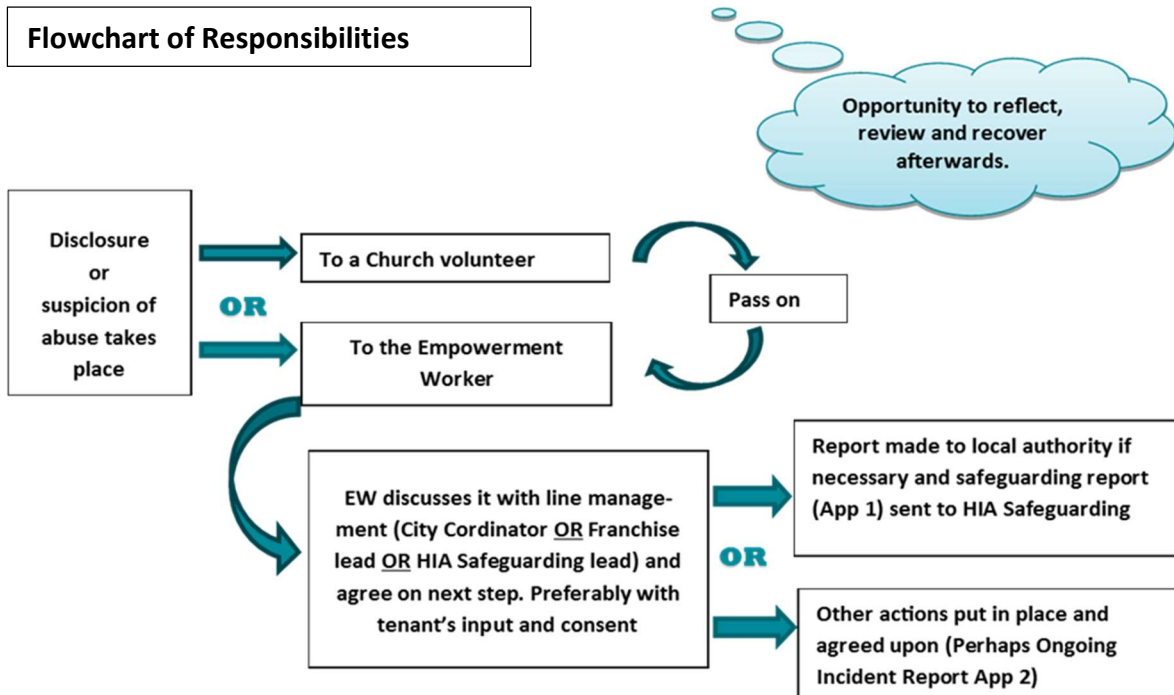 Flowchart of Responsibilities
Opportunity to reflect,
review and recover
afterwards.
Disclosure
or
suspicion of
abuse takes
place
OR
To a Church volunteer
To the Empowerment
Worker
Pass on
EW discusses it with line manage-
ment (City Cordinator OR Franchise
lead OR HIA Safeguarding lead) and
agree on next step. Preferably with
tenant’s input and consent
OR
Report made to local authority if
necessary and safeguarding report
(App 1) sent to HIA Safeguarding
Other actions put in place and
agreed upon (Perhaps Ongoing
Incident Report App 2)